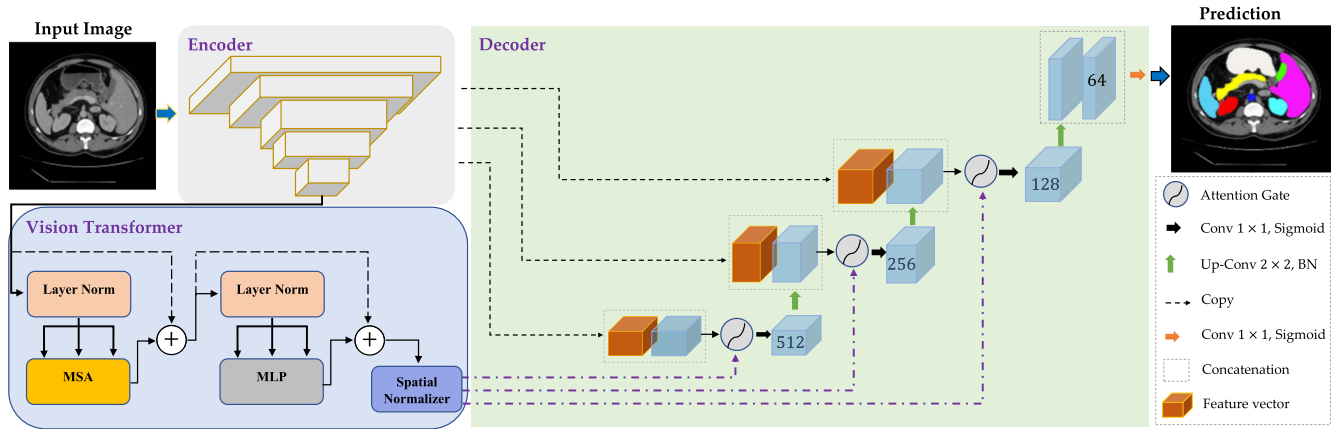 Input Image
Encoder
Decoder
64
Prediction
128
256
512
Vision Transformer
Layer Norm
Layer Norm
MSA
+
MLP
+
Spatial
Normalizer
Attention Gate
Conv 1 × 1, Sigmoid
Up-Conv 2 × 2, BN
Copy
Conv 1 × 1, Sigmoid
Concatenation
Feature vector